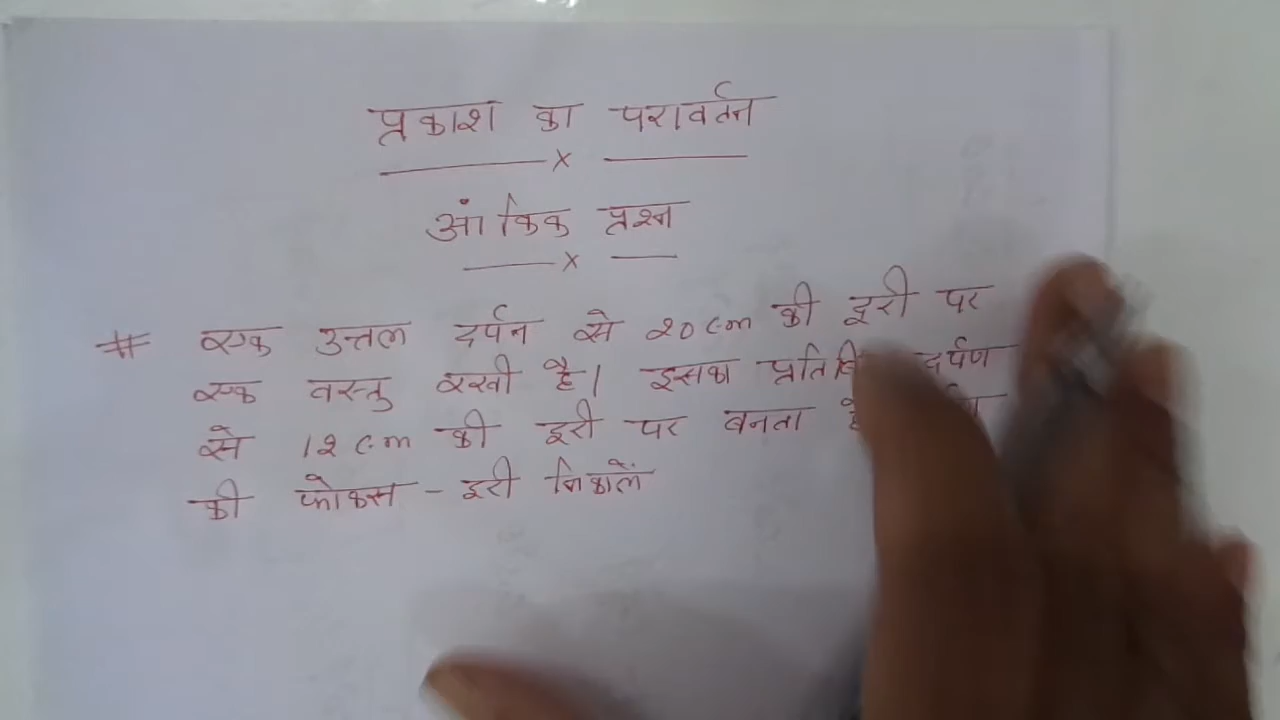 प्रकाश का परावर्तन
आंकिक प्रश्न
# एक उत्तल दर्पन से 20 cm की दूरी पर
एक वस्तु रखी है। इसका दर्पण
से 12 cm की दूरी पर बनता
की फोकस - दूरी निकालें